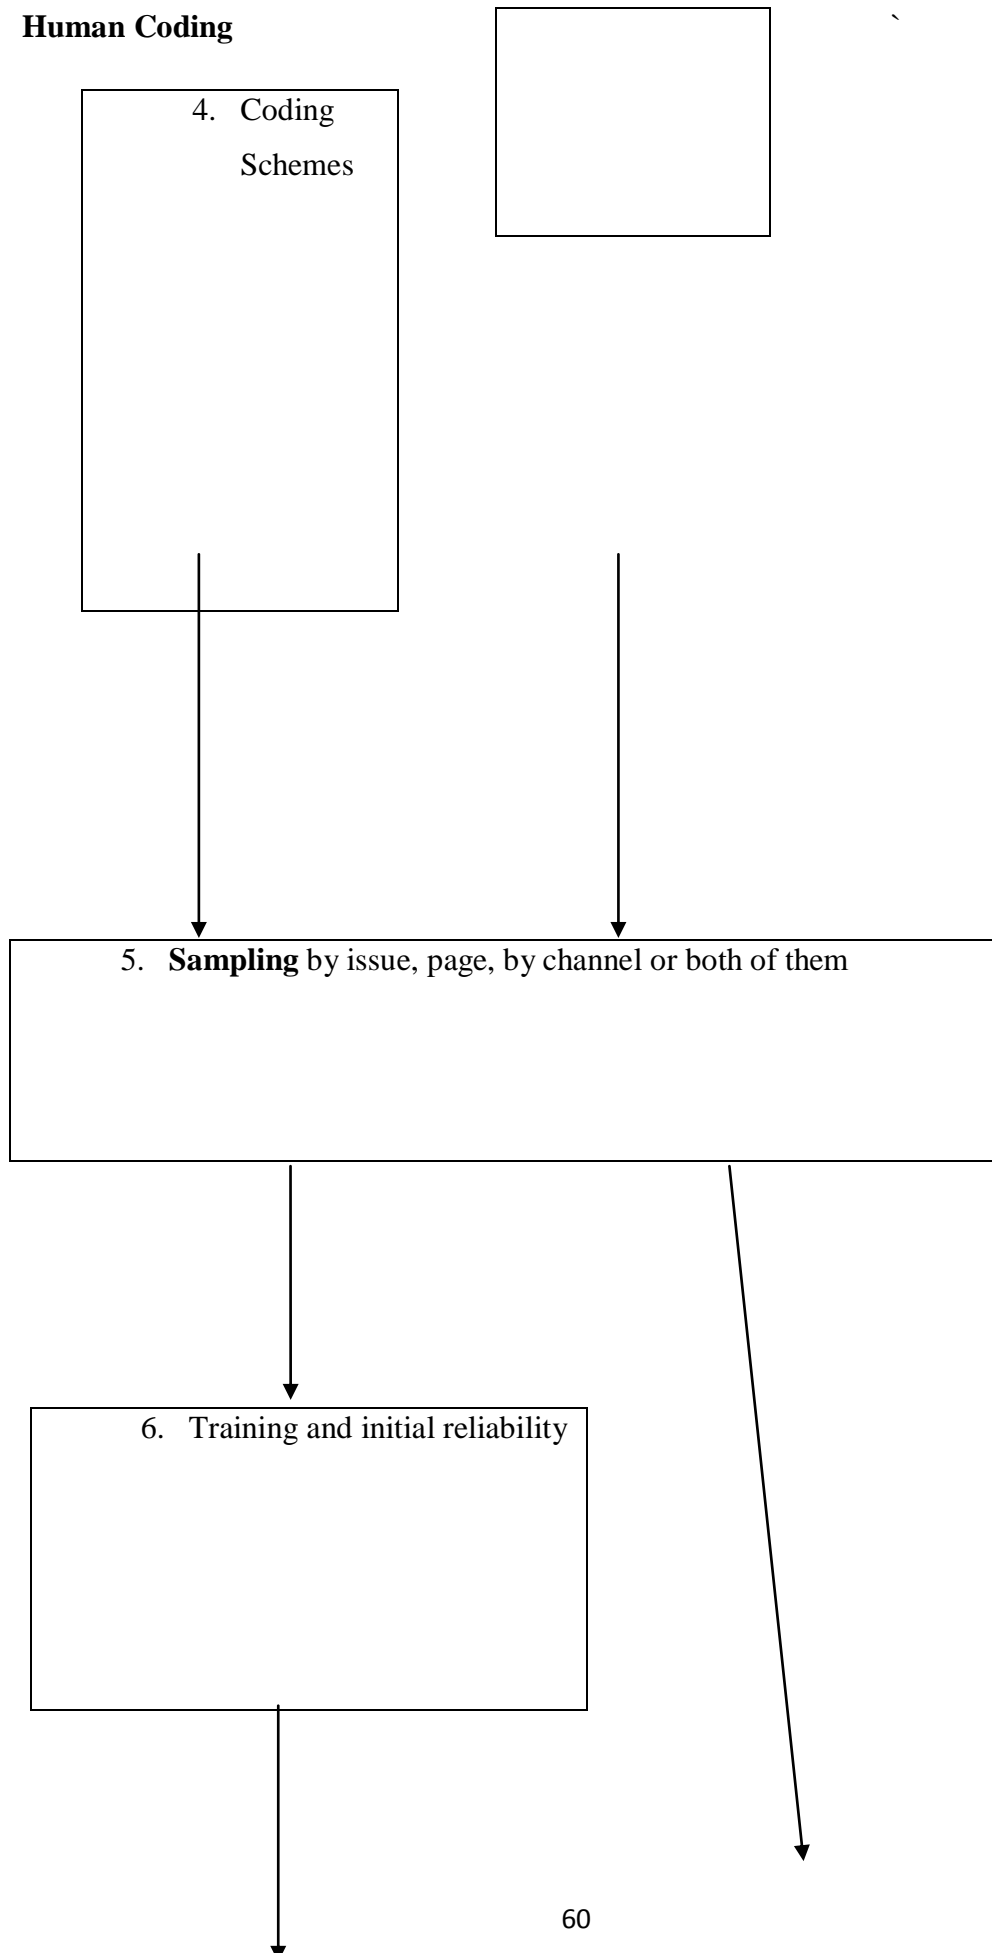 Human Coding
`
4. Coding
Schemes
5. Sampling by issue, page, by channel or both of them
6. Training and initial reliability
60